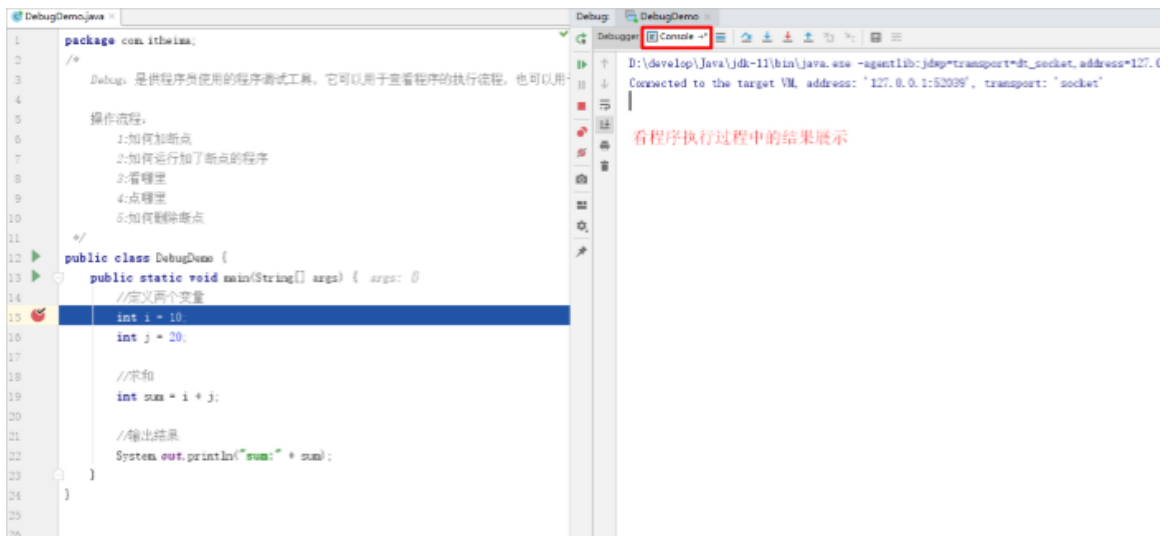 DebugDemo.java
Debug: DebugDemo
Debugger Console
1 package com.itheima;
2 /*
3 Debug: 是供程序员使用的程序调试工具，它可以用于查看程序的执行流程，也可以用
4
5 操作流程:
6 1:如何加断点
7 2:如何运行加了断点的程序
8 3:看哪里
9 4:点哪里
10 5:如何删除断点
11 */
12 public class DebugDemo {
13 public static void main(String[] args) { args: {}
14 //定义两个变量
15 int i = 10;
16 int j = 20;
17
18 //求和
19 int sum = i + j;
20
21 //输出结果
22 System.out.println("sum:" + sum);
23 }
24 }
25
26
D:\develop\Java\jdk-11\bin\java.exe -agentlib:jdwp=transport=dt_socket,address=127.0
Connected to the target VM, address: '127.0.0.1:52039', transport: 'socket'
看程序执行过程中的结果展示